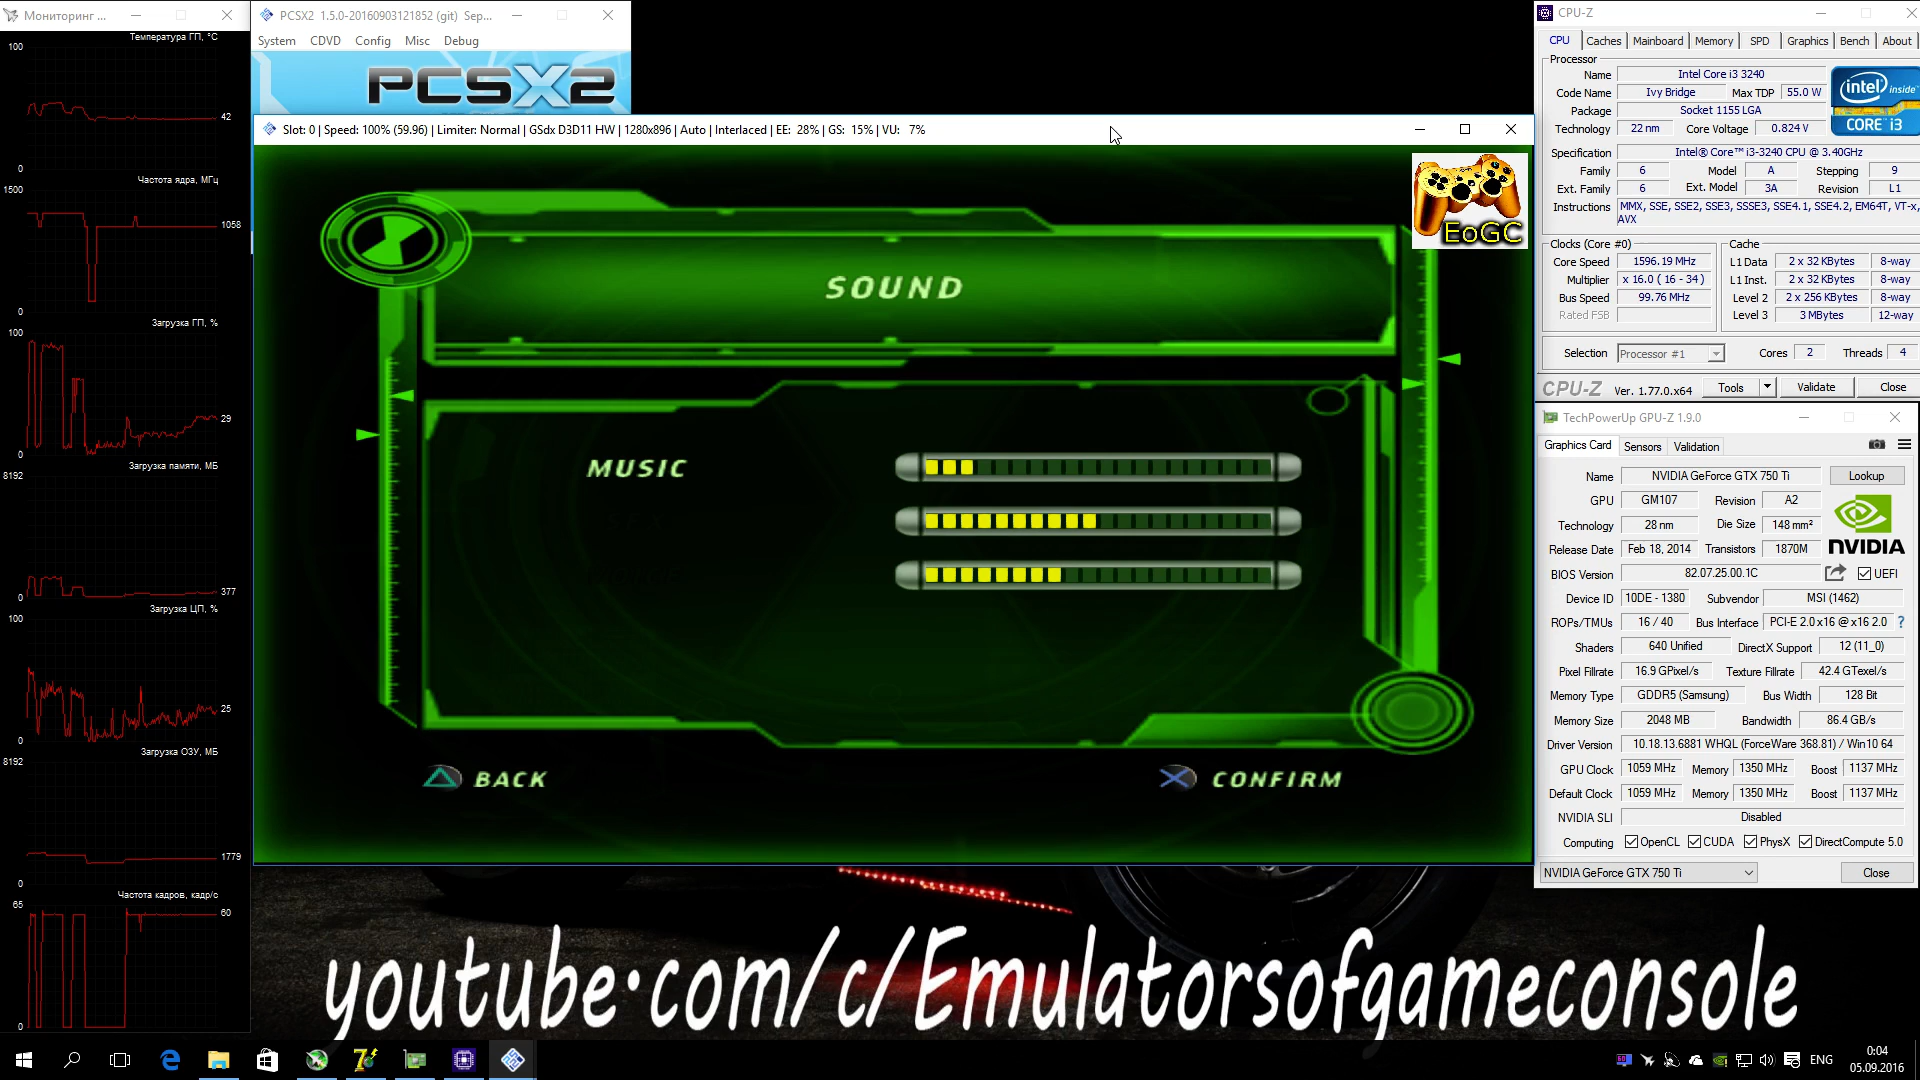 Мониторинг ...
Температура ГП, °C
100
42
0
Частота ядра, МГц
1500
1058
0
Загрузка ГП, %
100
29
0
Загрузка памяти, МБ
8192
377
0
Загрузка ЦП, %
100
25
0
Загрузка ОЗУ, МБ
8192
1779
0
Частота кадров, кадр/с
65
60
0
PCSX2 1.5.0-20160903121852 (git) Sep...
System CDVD Config Misc Debug
PCSX2
Slot: 0 | Speed: 100% (59.96) | Limiter: Normal | GSdx D3D11 HW | 1280x896 | Auto | Interlaced | EE: 28% | GS: 15% | VU: 7%
EoGC
SOUND
MUSIC
BACK
CONFIRM
youtube.com/c/Emulatorsofgameconsole
CPU-Z
CPU Caches Mainboard Memory SPD Graphics Bench About
Processor
Name Intel Core i3 3240
Code Name Ivy Bridge Max TDP 55.0 W
Package Socket 1155 LGA
Technology 22 nm Core Voltage 0.824 V
intel inside™
CORE i3
Specification Intel® Core™ i3-3240 CPU @ 3.40GHz
Family 6 Model A Stepping 9
Ext. Family 6 Ext. Model 3A Revision L1
Instructions MMX, SSE, SSE2, SSE3, SSSE3, SSE4.1, SSE4.2, EM64T, VT-x,
AVX
Clocks (Core #0)
Core Speed 1596.19 MHz
Multiplier x 16.0 ( 16 - 34 )
Bus Speed 99.76 MHz
Rated FSB
Cache
L1 Data 2 x 32 KBytes 8-way
L1 Inst. 2 x 32 KBytes 8-way
Level 2 2 x 256 KBytes 8-way
Level 3 3 MBytes 12-way
Selection Processor #1 Cores 2 Threads 4
CPU-Z Ver. 1.77.0.x64 Tools Validate Close
TechPowerUp GPU-Z 1.9.0
Graphics Card Sensors Validation
Name NVIDIA GeForce GTX 750 Ti Lookup
GPU GM107 Revision A2
Technology 28 nm Die Size 148 mm²
Release Date Feb 18, 2014 Transistors 1870M
NVIDIA
BIOS Version 82.07.25.00.1C UEFI
Device ID 10DE - 1380 Subvendor MSI (1462)
ROPs/TMUs 16 / 40 Bus Interface PCI-E 2.0 x16 @ x16 2.0 ?
Shaders 640 Unified DirectX Support 12 (11_0)
Pixel Fillrate 16.9 GPixel/s Texture Fillrate 42.4 GTexel/s
Memory Type GDDR5 (Samsung) Bus Width 128 Bit
Memory Size 2048 MB Bandwidth 86.4 GB/s
Driver Version 10.18.13.6881 WHQL (ForceWare 368.81) / Win10 64
GPU Clock 1059 MHz Memory 1350 MHz Boost 1137 MHz
Default Clock 1059 MHz Memory 1350 MHz Boost 1137 MHz
NVIDIA SLI Disabled
Computing OpenCL CUDA PhysX DirectCompute 5.0
NVIDIA GeForce GTX 750 Ti Close
ENG
0:04
05.09.2016